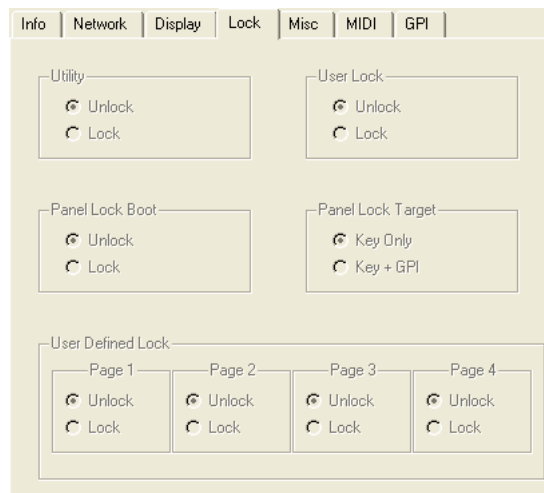 Info Network Display Lock Misc MIDI GPI
Utility User Lock
Unlock Unlock
Lock Lock
Panel Lock Boot Panel Lock Target
Unlock Key Only
Lock Key + GPI
User Defined Lock
Page 1 Page 2 Page 3 Page 4
Unlock Unlock Unlock Unlock
Lock Lock Lock Lock